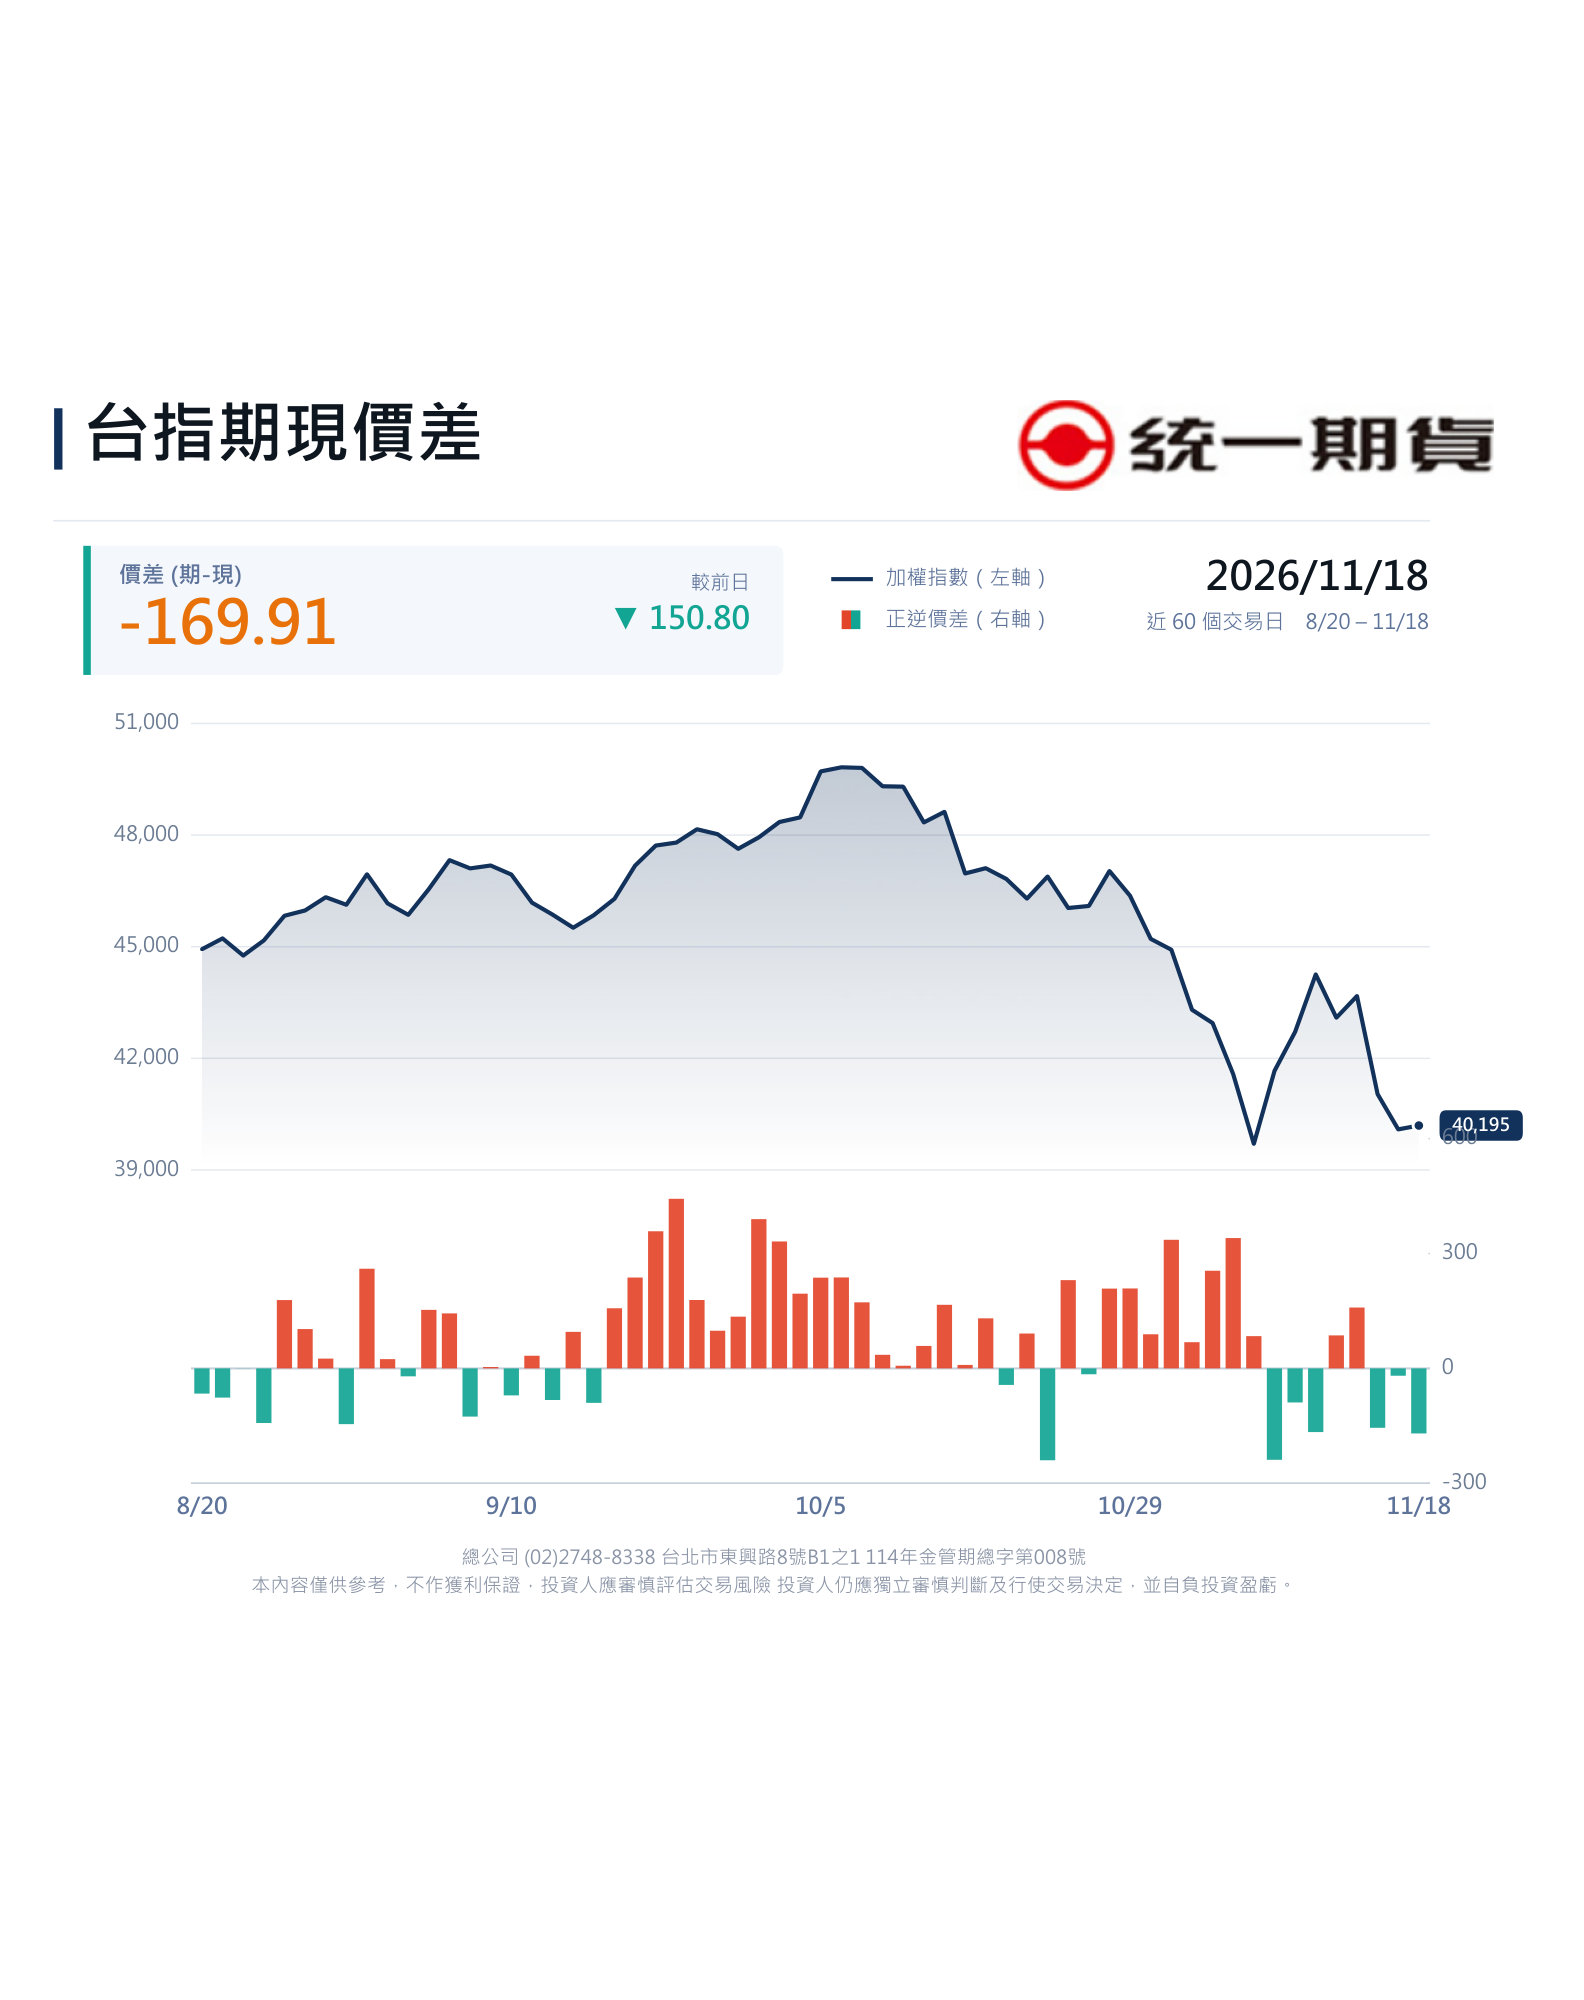 台指期現價差
統一期貨
價差 (期-現)
-169.91
較前日
▼ 150.80
加權指數 ( 左軸 )
正逆價差 ( 右軸 )
2026/11/18
近 60 個交易日 8/20 – 11/18
51,000
48,000
45,000
42,000
39,000
40,195
600
300
0
-300
8/20 9/10 10/5 10/29 11/18
總公司 (02)2748-8338 台北市東興路8號B1之1 114年金管期總字第008號
本內容僅供參考，不作獲利保證，投資人應審慎評估交易風險 投資人仍應獨立審慎判斷及行使交易決定，並自負投資盈虧。